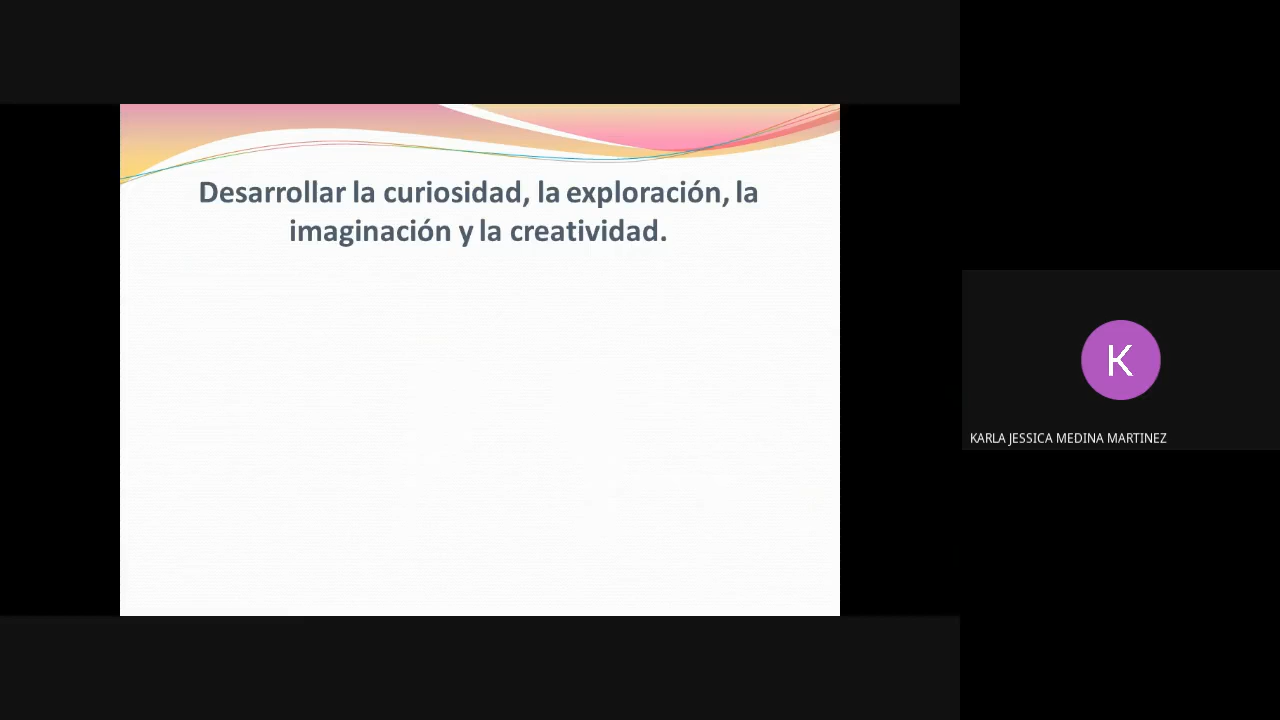 Desarrollar la curiosidad, la exploración, la
imaginación y la creatividad.
K
KARLA JESSICA MEDINA MARTINEZ